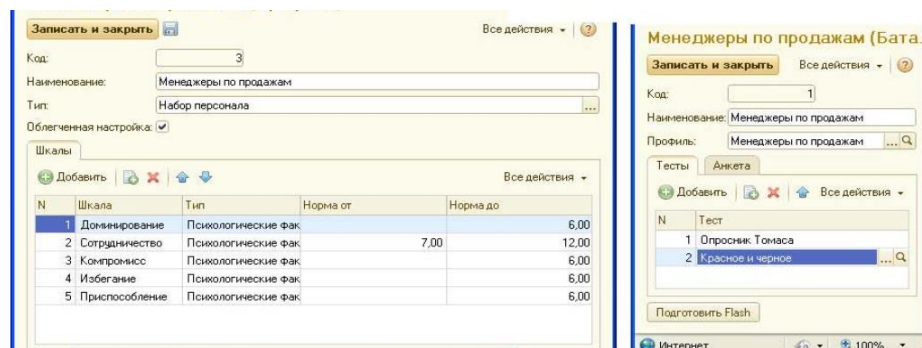 Записать и закрыть
Все действия
Код: 3
Наименование: Менеджеры по продажам
Тип: Набор персонала ...
Облегченная настройка:
Шкалы
Добавить
Все действия
N Шкала Тип Норма от Норма до
1 Доминирование Психологические фак 6,00
2 Сотрудничество Психологические фак 7,00 12,00
3 Компромисс Психологические фак 6,00
4 Избегание Психологические фак 6,00
5 Приспособление Психологические фак 6,00
Менеджеры по продажам (Бата.
Записать и закрыть
Все действия
Код: 1
Наименование: Менеджеры по продажам
Профиль: Менеджеры по продажам ...
Тесты Анкета
Добавить
Все действия
N Тест
1 Опросник Томаса
2 Красное и черное ...
Подготовить Flash
Интернет 100%